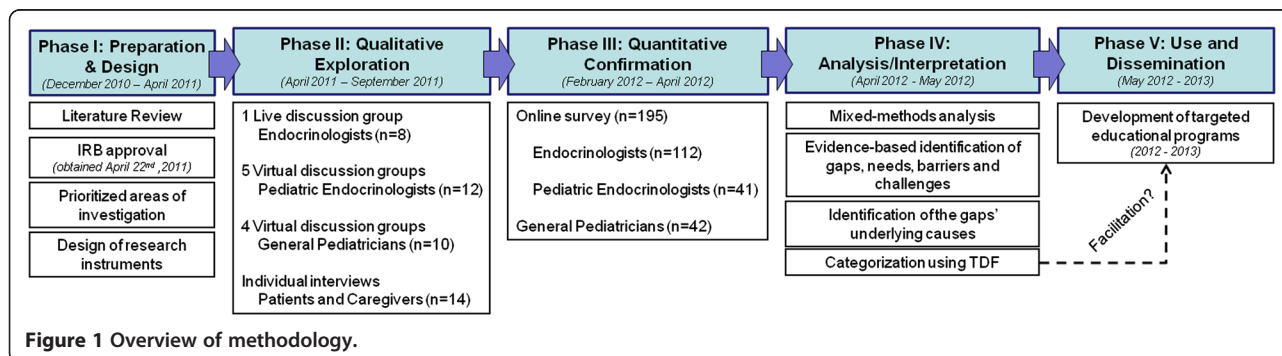 Phase I: Preparation
& Design
(December 2010 – April 2011)
Literature Review
IRB approval
(obtained April 22nd ,2011)
Prioritized areas of
investigation
Design of research
instruments
Phase II: Qualitative
Exploration
(April 2011 – September 2011)
1 Live discussion group
Endocrinologists (n=8)
5 Virtual discussion groups
Pediatric Endocrinologists (n=12)
4 Virtual discussion groups
General Pediatricians (n=10)
Individual interviews
Patients and Caregivers (n=14)
Phase III: Quantitative
Confirmation
(February 2012 – April 2012)
Online survey (n=195)
Endocrinologists (n=112)
Pediatric Endocrinologists (n=41)
General Pediatricians (n=42)
Phase IV:
Analysis/Interpretation
(April 2012 - May 2012)
Mixed-methods analysis
Evidence-based identification of
gaps, needs, barriers and
challenges
Identification of the gaps'
underlying causes
Categorization using TDF
Phase V: Use and
Dissemination
(May 2012 - 2013)
Development of targeted
educational programs
(2012 - 2013)
Facilitation?
Figure 1 Overview of methodology.